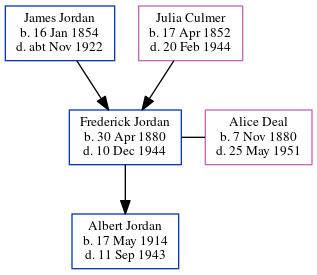 James Jordan
b. 16 Jan 1854
d. abt Nov 1922
Julia Culmer
b. 17 Apr 1852
d. 20 Feb 1944
Frederick Jordan
b. 30 Apr 1880
d. 10 Dec 1944
Alice Deal
b. 7 Nov 1880
d. 25 May 1951
Albert Jordan
b. 17 May 1914
d. 11 Sep 1943